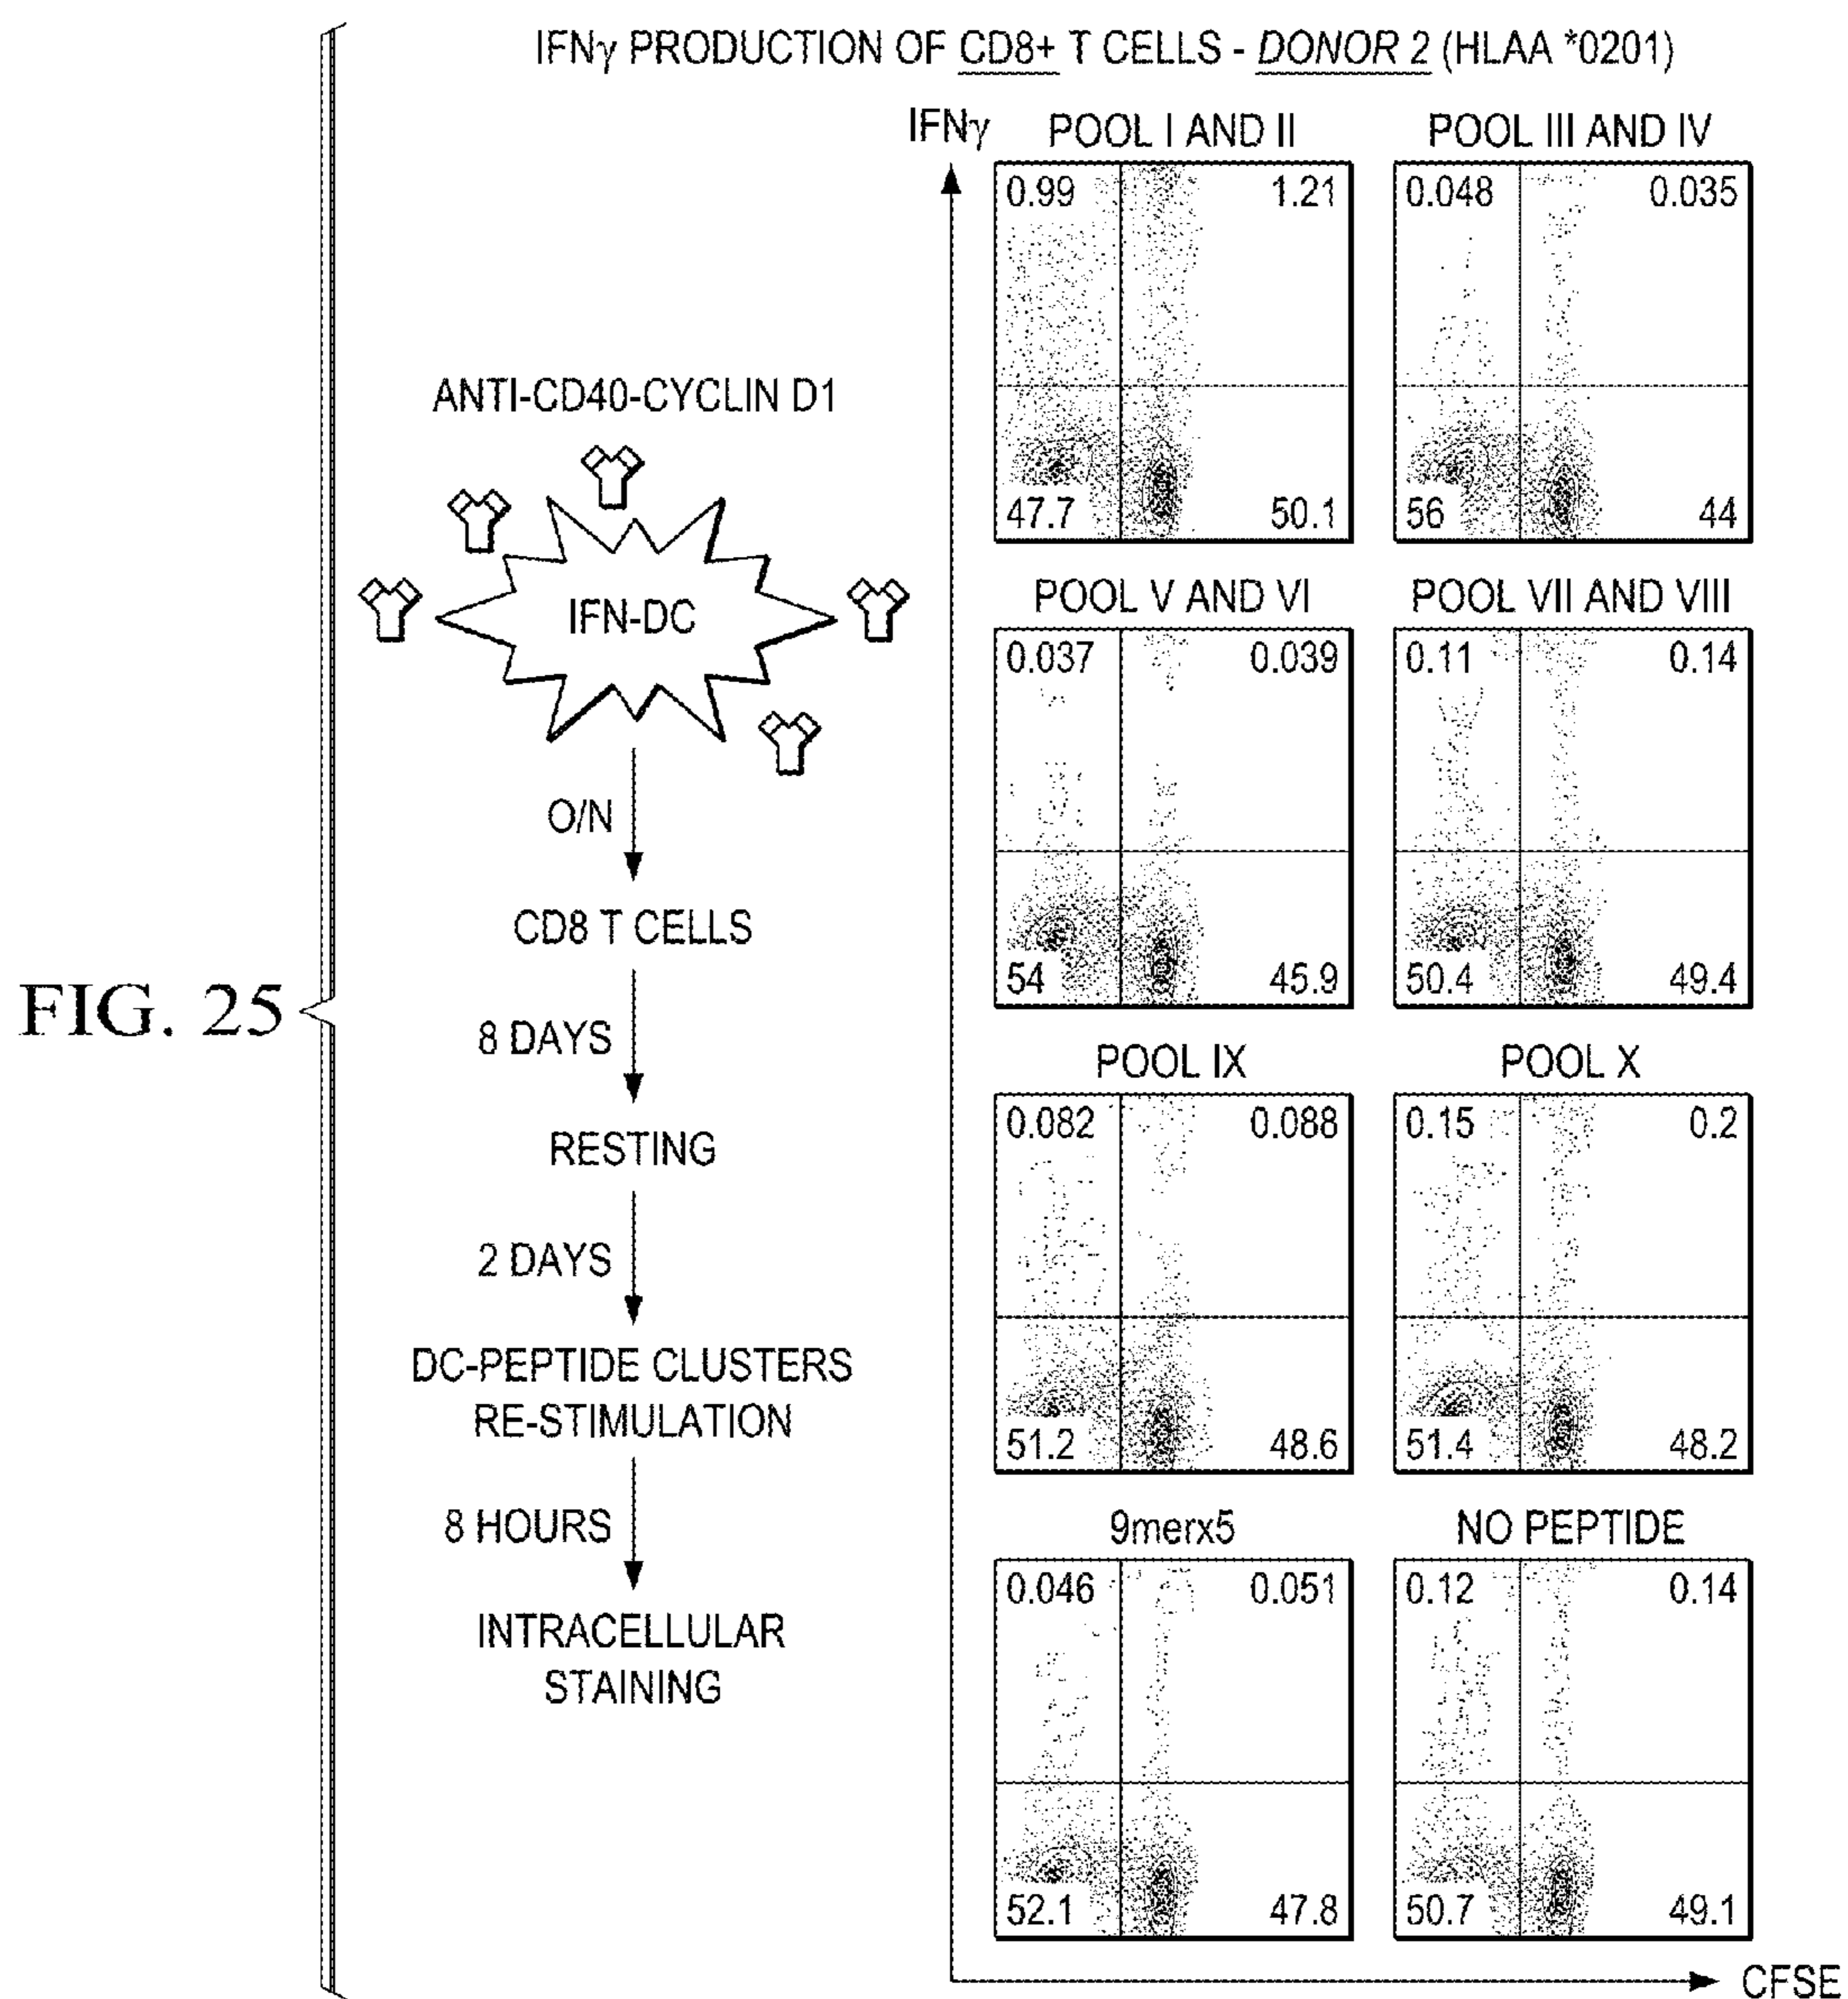 IFNγ PRODUCTION OF CD8+ T CELLS - DONOR 2 (HLAA *0201)
FIG. 25
ANTI-CD40-CYCLIN D1
IFN-DC
O/N
CD8 T CELLS
8 DAYS
RESTING
2 DAYS
DC-PEPTIDE CLUSTERS
RE-STIMULATION
8 HOURS
INTRACELLULAR
STAINING
IFNγ
POOL I AND II
0.99 1.21
47.7 50.1
POOL III AND IV
0.048 0.035
56 44
POOL V AND VI
0.037 0.039
54 45.9
POOL VII AND VIII
0.11 0.14
50.4 49.4
POOL IX
0.082 0.088
51.2 48.6
POOL X
0.15 0.2
51.4 48.2
9merx5
0.046 0.051
52.1 47.8
NO PEPTIDE
0.12 0.14
50.7 49.1
CFSE